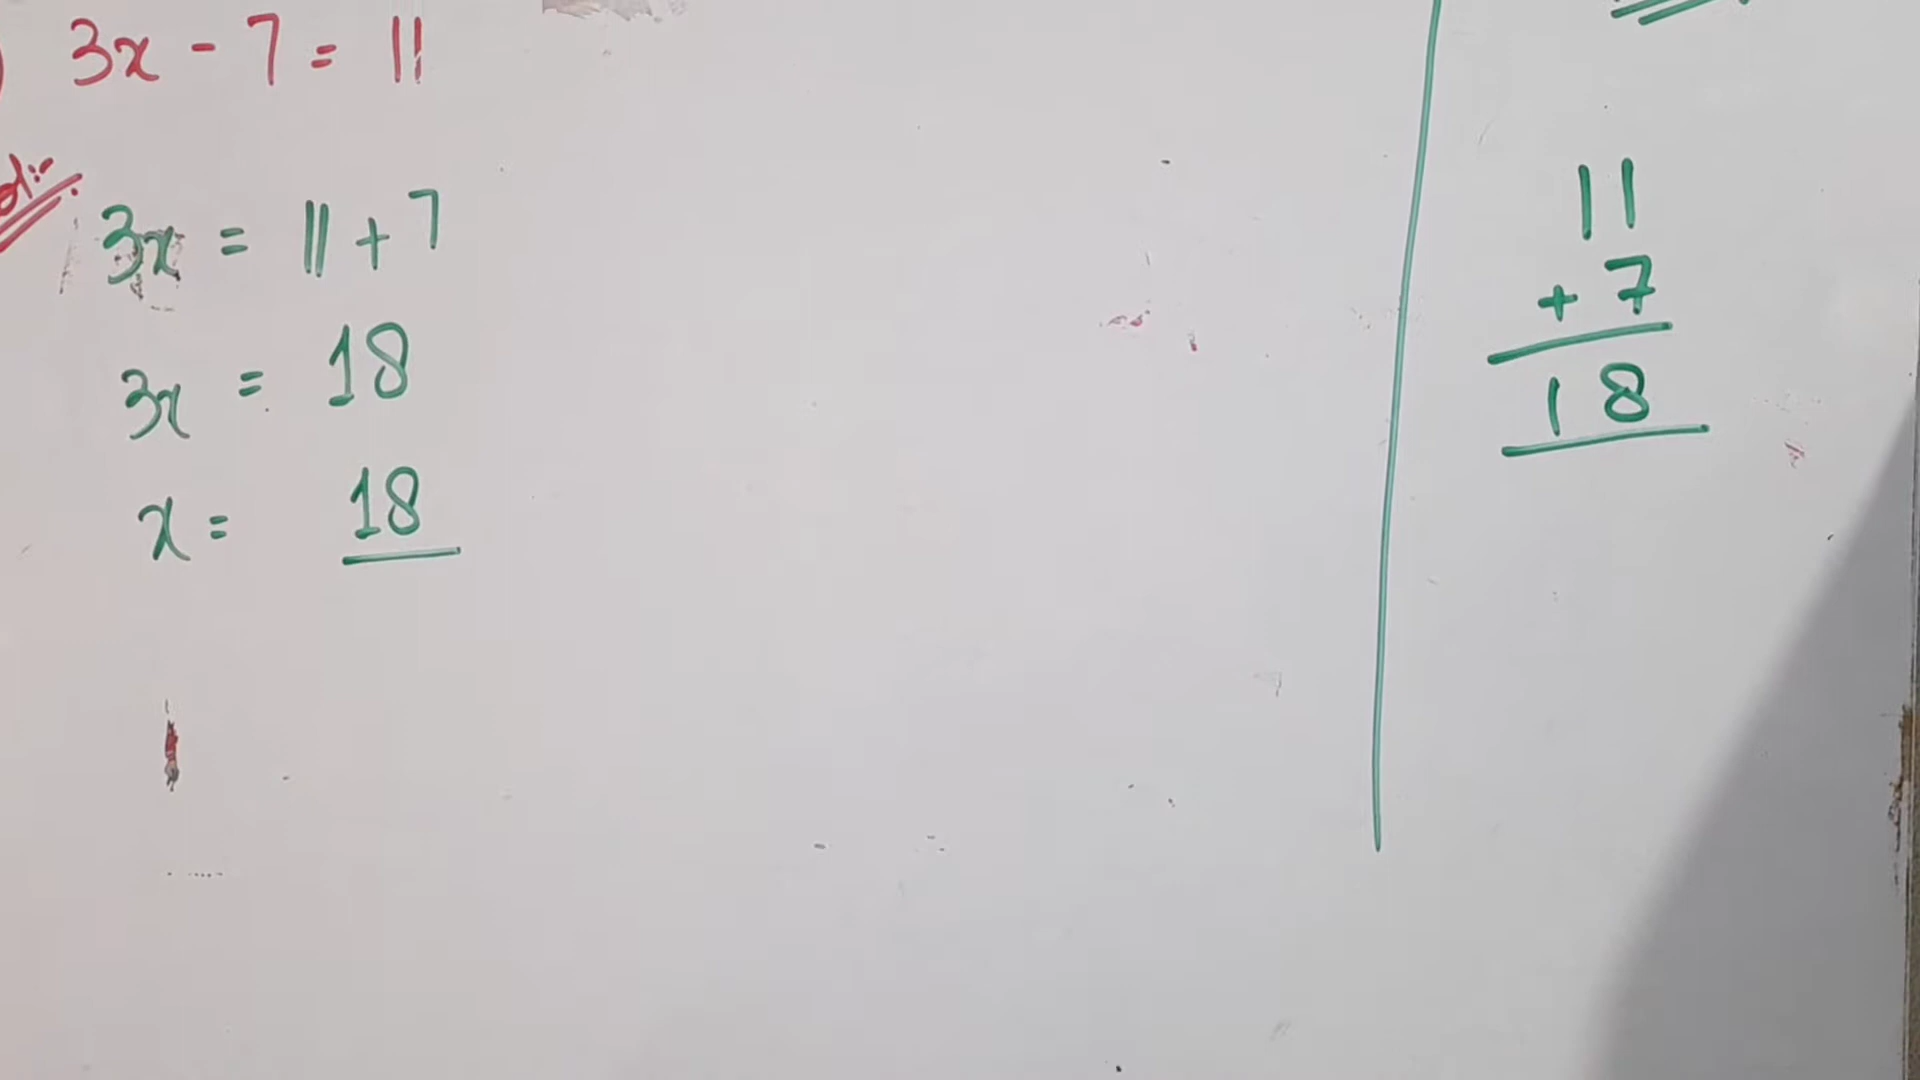 3x - 7 = 11
3x = 11 + 7
3x = 18
x = 18
11
+ 7
18